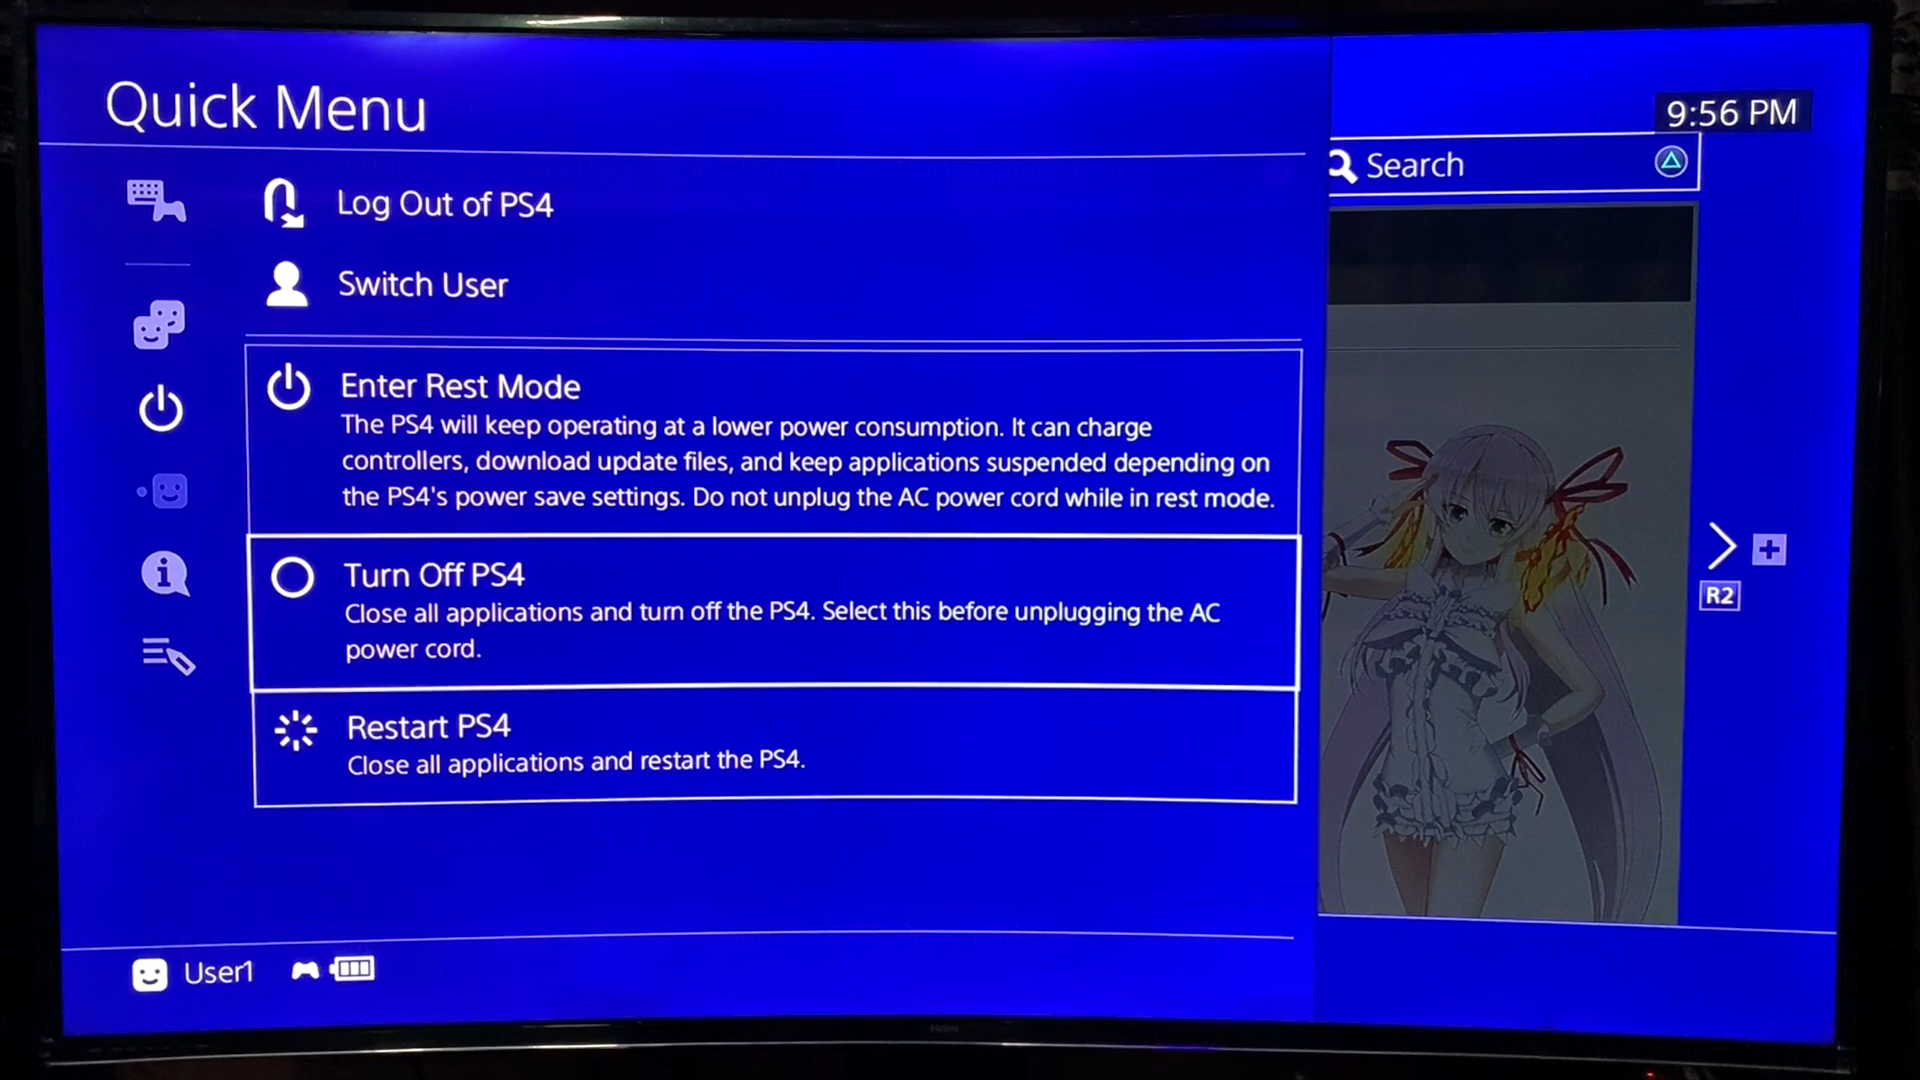 Quick Menu
9:56 PM
Search
Log Out of PS4
Switch User
Enter Rest Mode
The PS4 will keep operating at a lower power consumption. It can charge
controllers, download update files, and keep applications suspended depending on
the PS4's power save settings. Do not unplug the AC power cord while in rest mode.
Turn Off PS4
Close all applications and turn off the PS4. Select this before unplugging the AC
power cord.
R2
Restart PS4
Close all applications and restart the PS4.
User1
Haier